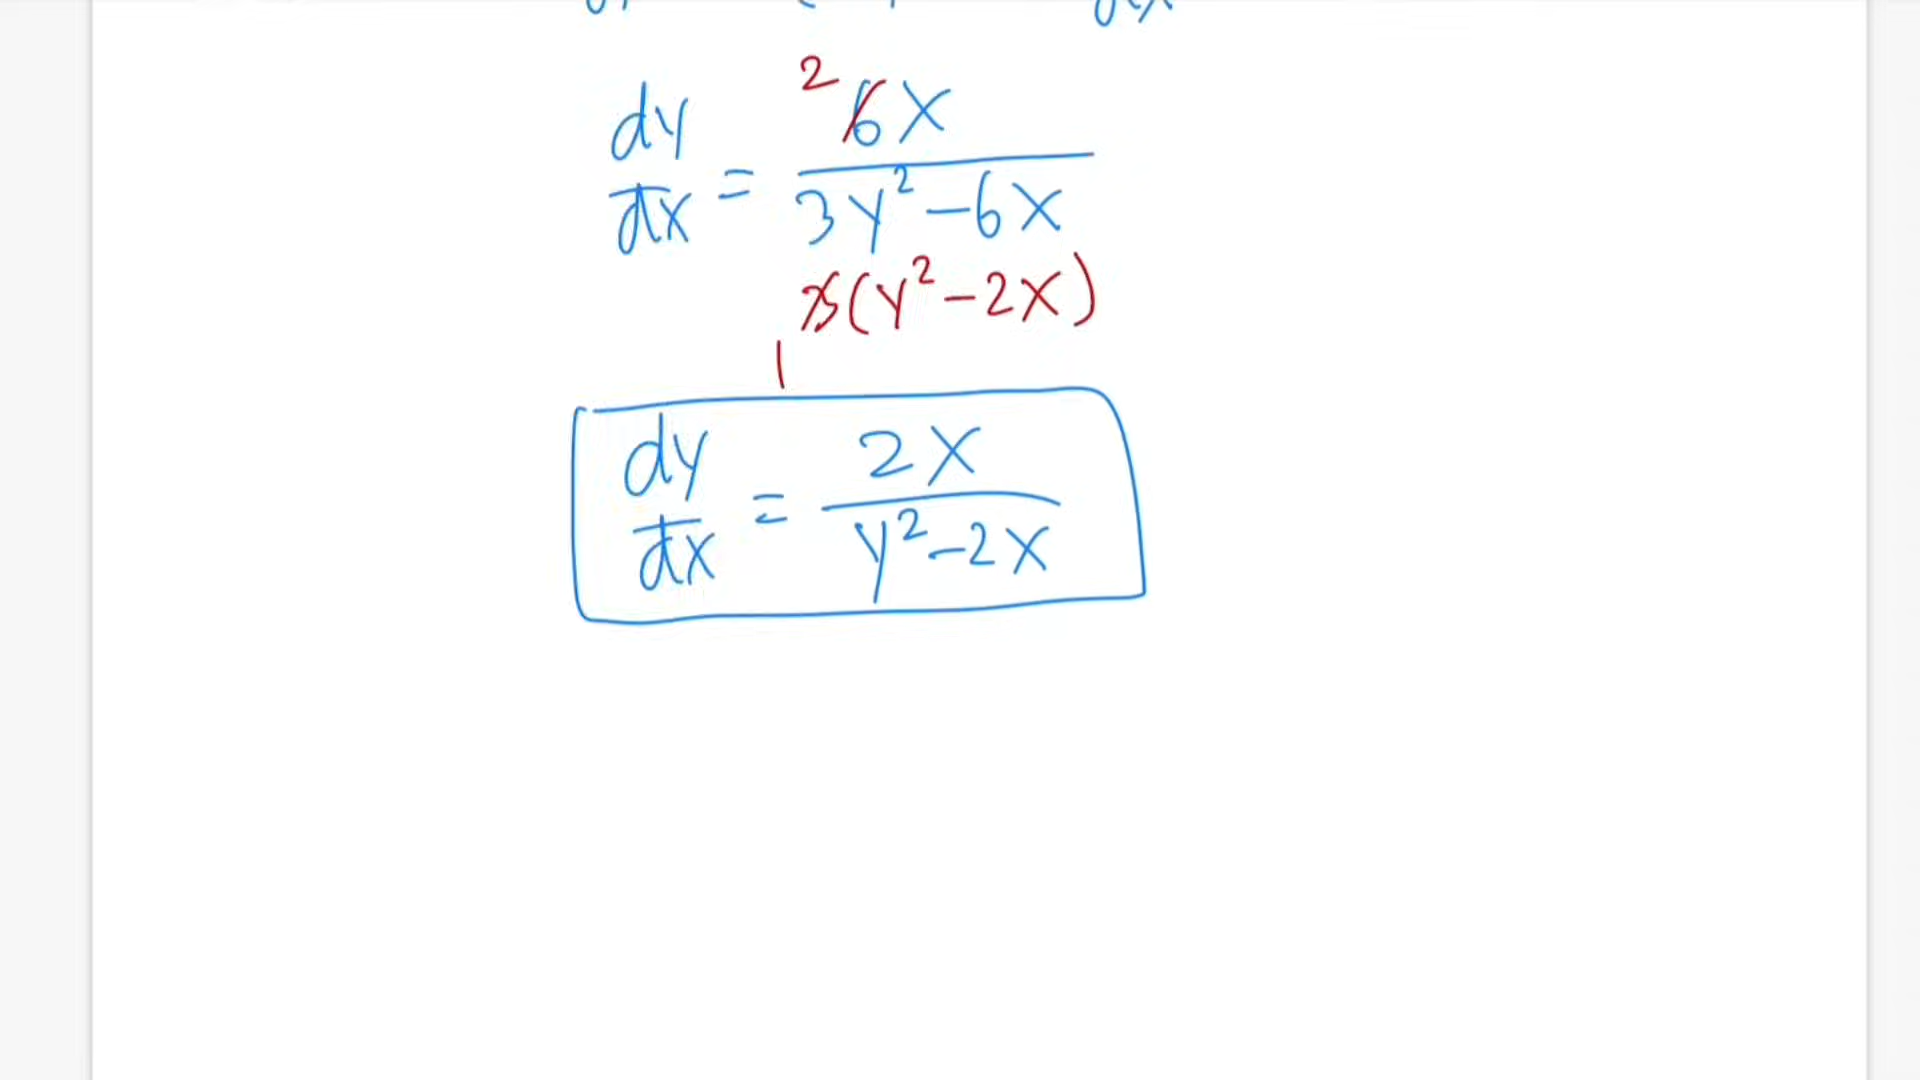 dy/dx = 2 6x / 3y² - 6x
3(y² - 2x)
1
dy/dx = 2x / y² - 2x